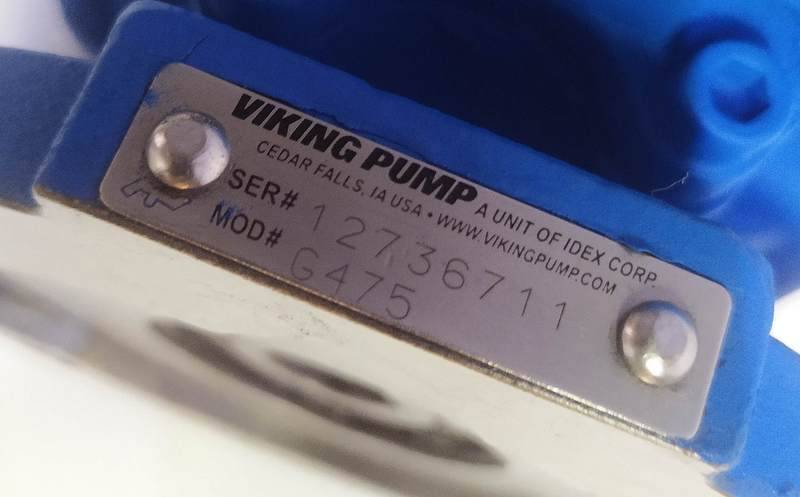 VIKING PUMP A UNIT OF IDEX CORP.
CEDAR FALLS, IA USA • WWW.VIKINGPUMP.COM
SER# 12736711
MOD# G475